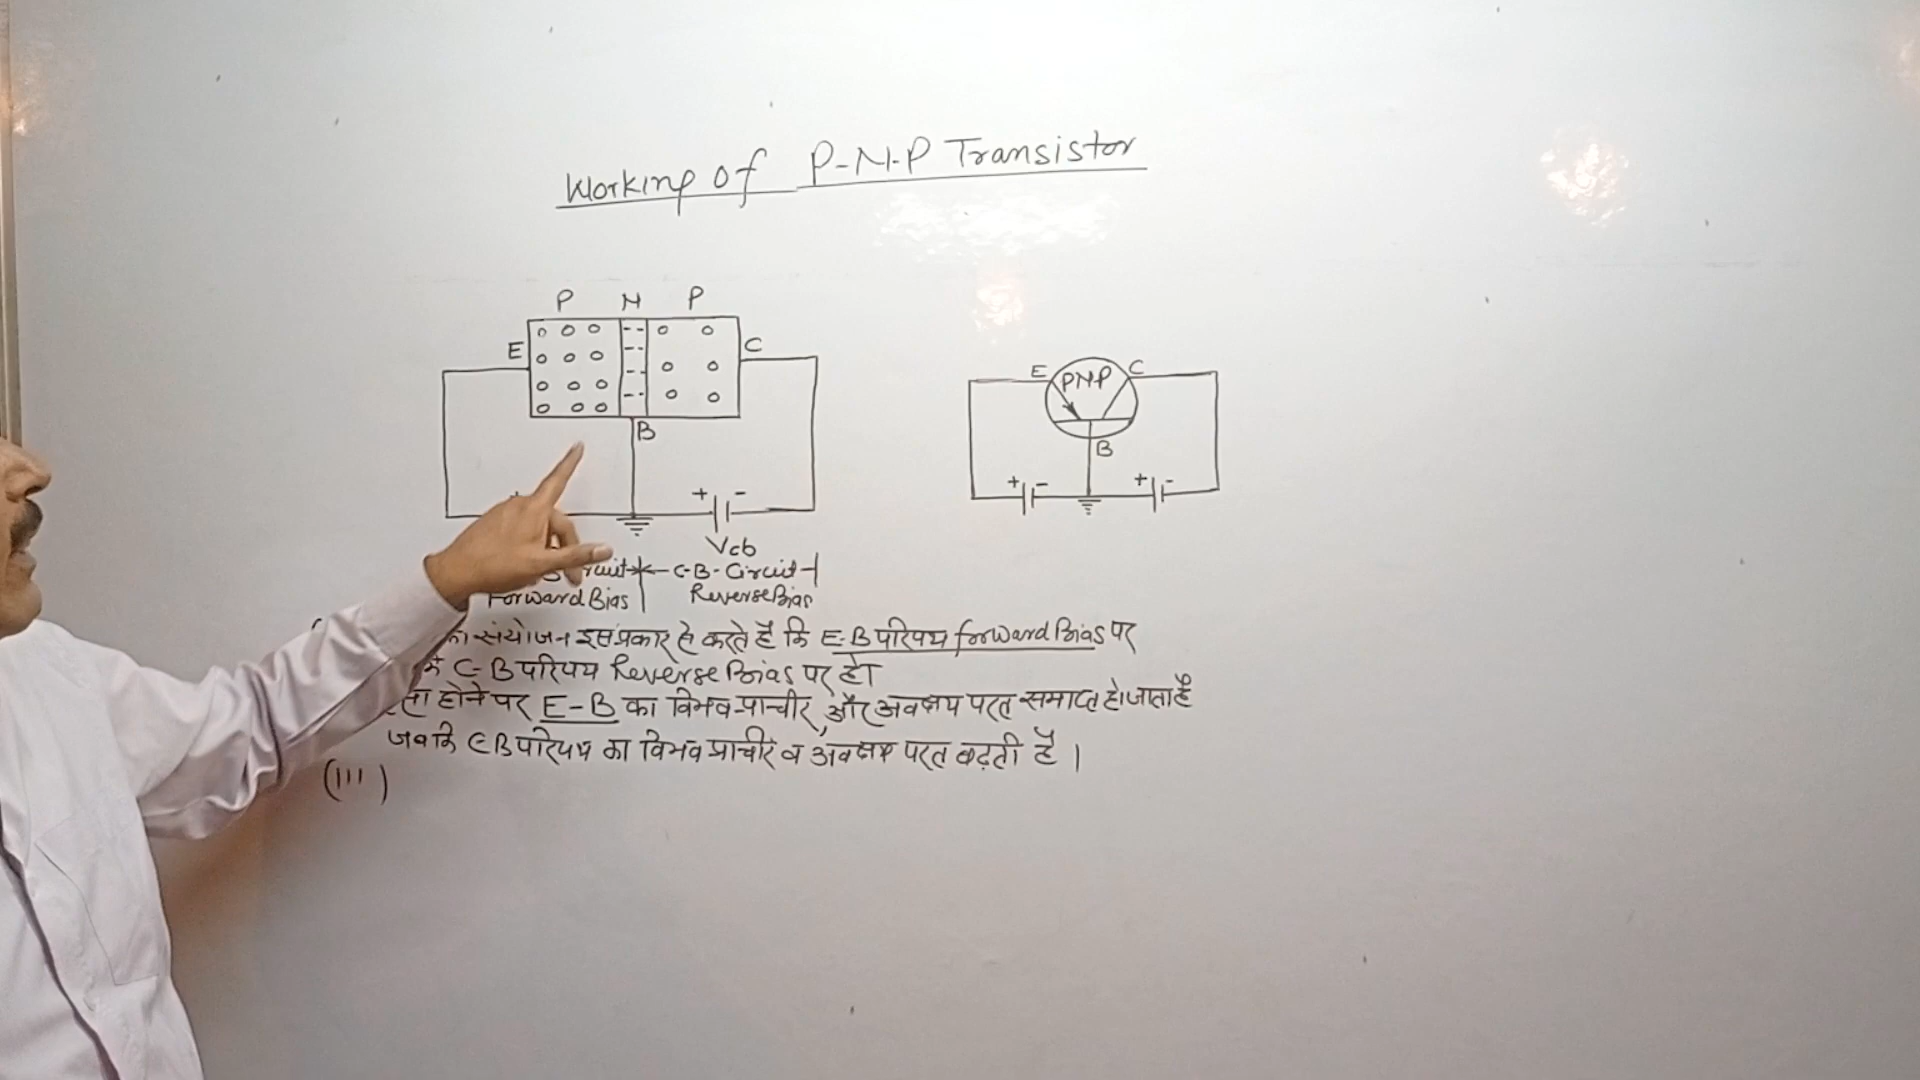 Working of P-N-P Transistor
P N P
E C
B
+ -
Vcb
C-B-Circuit
Forward Bias Reverse Bias
E PNP C
B
+ - + -
का संयोजन इस प्रकार से करते हैं कि E-B परिपथ forward Bias पर
C-B परिपथ Reverse Bias पर हो
होने पर E-B का विभव-प्राचीर, और अवक्षय परत समाप्त हो जाता है
जबकि CB परिपथ का विभव प्राचीर व अवक्षय परत बढ़ती है ।
(III)